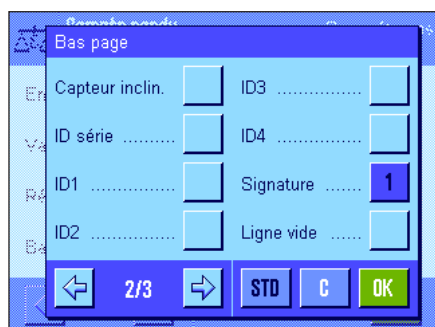 Bas page
Capteur inclin.
ID série ..........
ID1 ................
ID2 ................
ID3 ................
ID4 ................
Signature ....... 1
Ligne vide ......
2/3
STD
C
OK